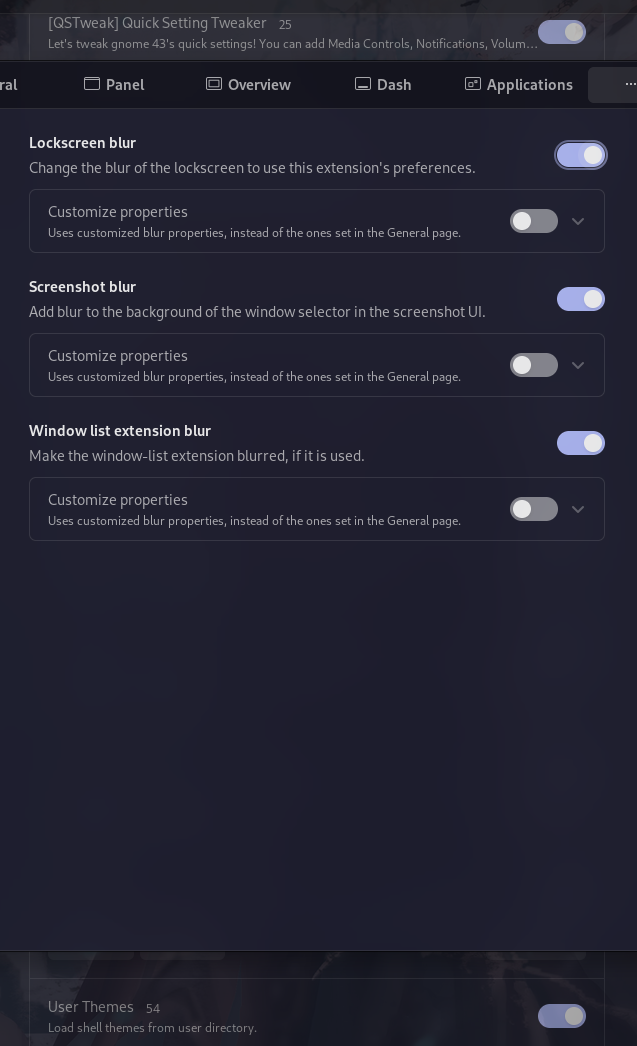 [QSTweak] Quick Setting Tweaker 25
Let's tweak gnome 43's quick settings! You can add Media Controls, Notifications, Volum...
ral Panel Overview Dash Applications ...
Lockscreen blur
Change the blur of the lockscreen to use this extension's preferences.
Customize properties
Uses customized blur properties, instead of the ones set in the General page.
Screenshot blur
Add blur to the background of the window selector in the screenshot UI.
Customize properties
Uses customized blur properties, instead of the ones set in the General page.
Window list extension blur
Make the window-list extension blurred, if it is used.
Customize properties
Uses customized blur properties, instead of the ones set in the General page.
User Themes 54
Load shell themes from user directory.